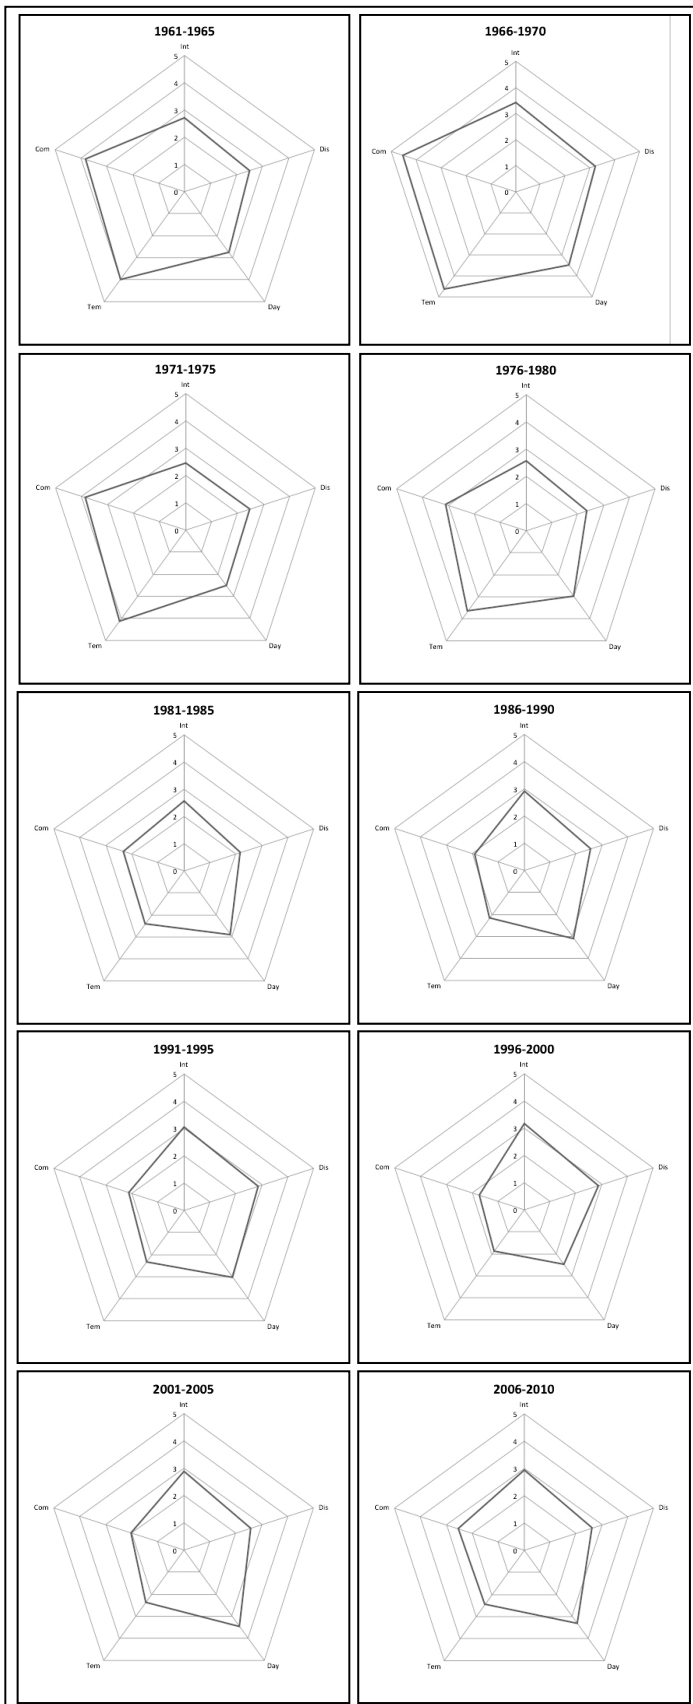 1961-1965
Int
5
4
3
2
1
0
Com
Dis
Tem
Day
1966-1970
Int
5
4
3
2
1
0
Com
Dis
Tem
Day
1971-1975
Int
5
4
3
2
1
0
Com
Dis
Tem
Day
1976-1980
Int
5
4
3
2
1
0
Com
Dis
Tem
Day
1981-1985
Int
5
4
3
2
1
0
Com
Dis
Tem
Day
1986-1990
Int
5
4
3
2
1
0
Com
Dis
Tem
Day
1991-1995
Int
5
4
3
2
1
0
Com
Dis
Tem
Day
1996-2000
Int
5
4
3
2
1
0
Com
Dis
Tem
Day
2001-2005
Int
5
4
3
2
1
0
Com
Dis
Tem
Day
2006-2010
Int
5
4
3
2
1
0
Com
Dis
Tem
Day